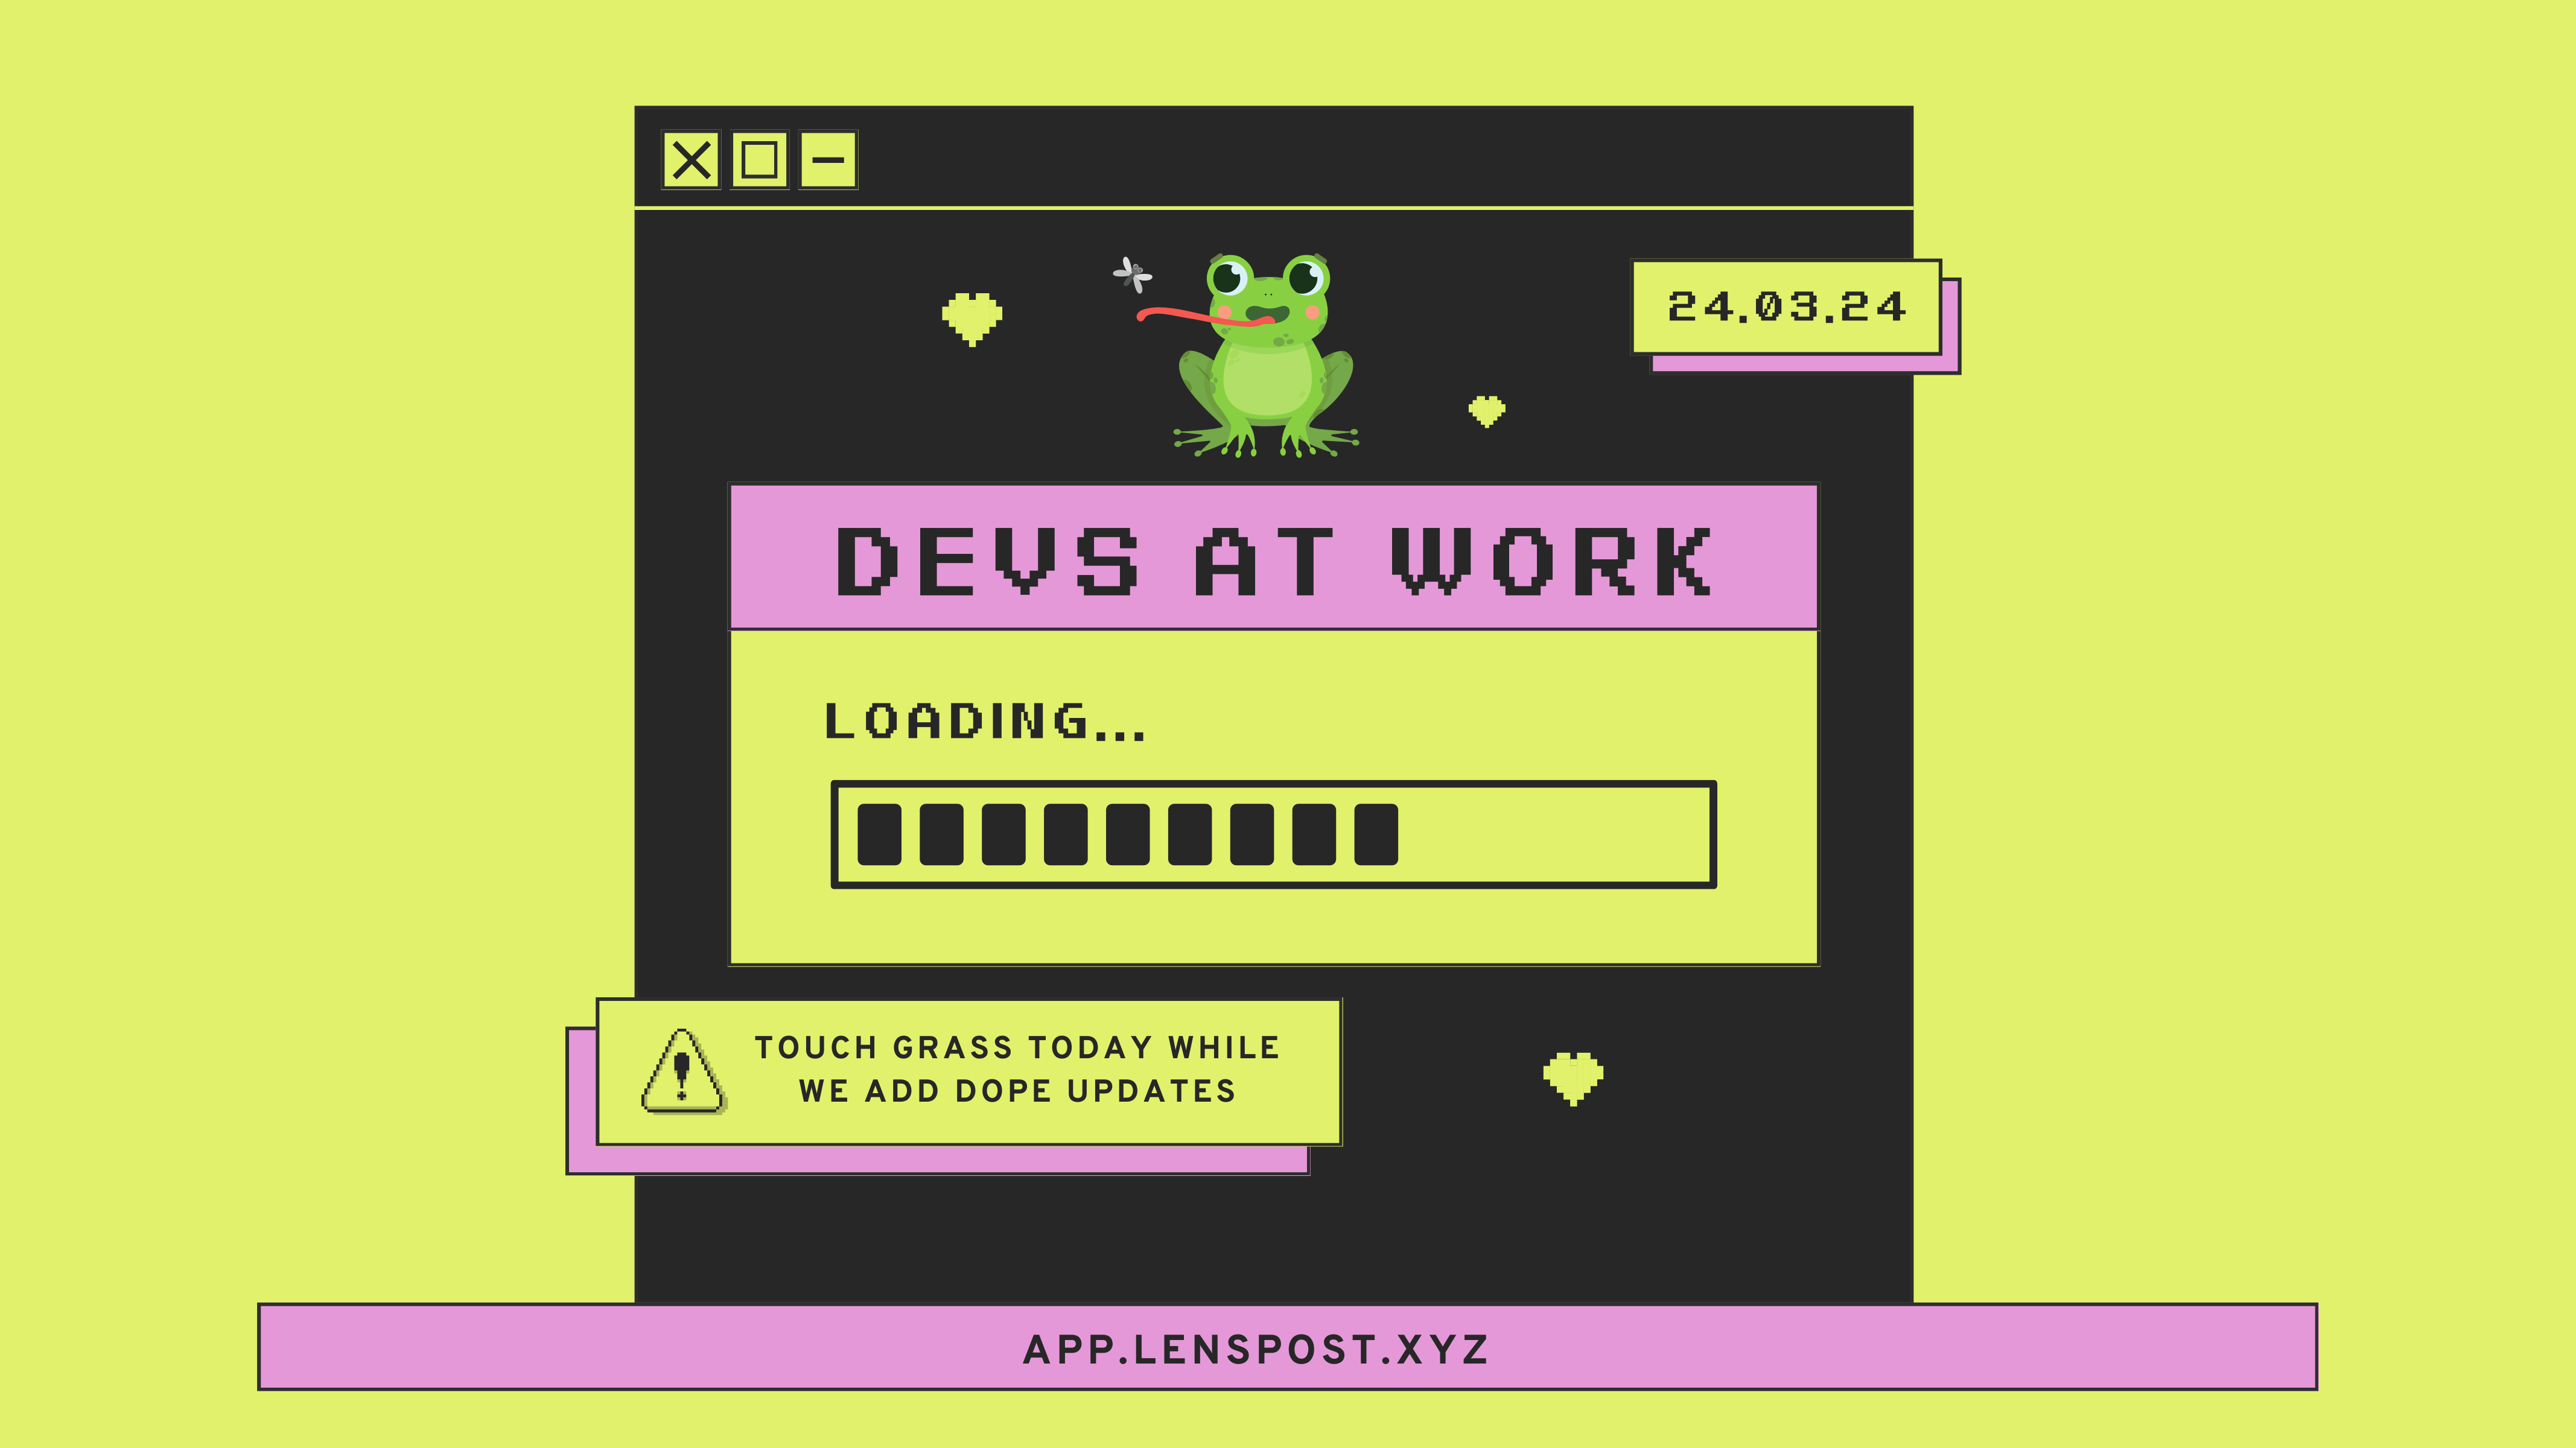 24.03.24
DEVS AT WORK
LOADING...
TOUCH GRASS TODAY WHILE
WE ADD DOPE UPDATES
APP.LENSPOST.XYZ